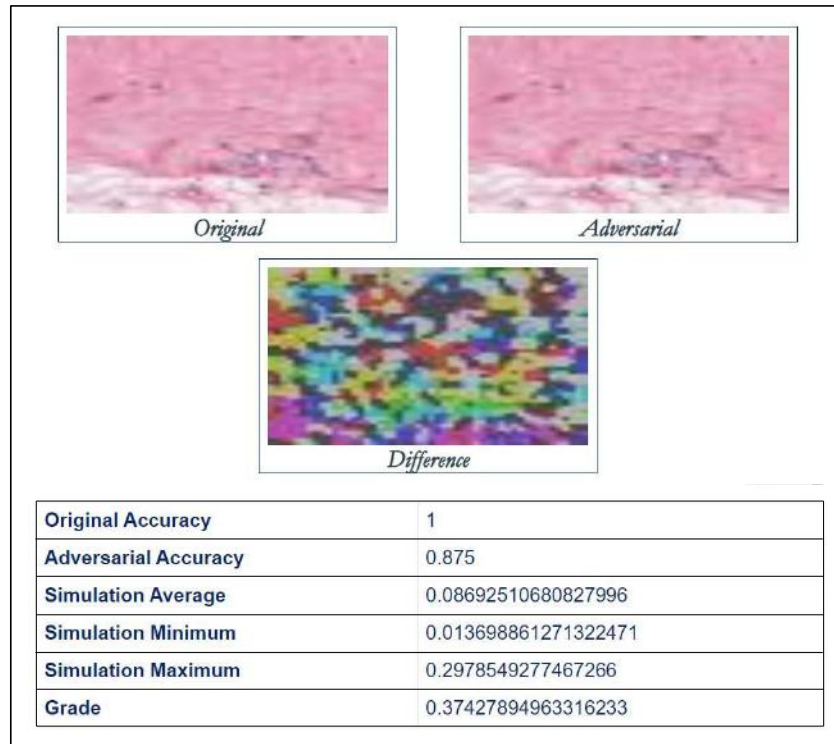 Original
Adversarial
Difference
Original Accuracy 1
Adversarial Accuracy 0.875
Simulation Average 0.08692510680827996
Simulation Minimum 0.013698861271322471
Simulation Maximum 0.2978549277467266
Grade 0.37427894963316233